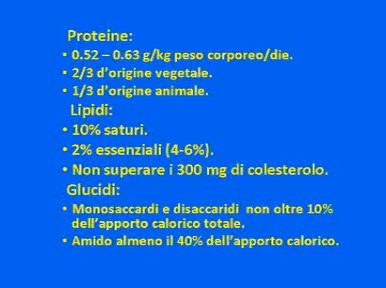 Proteine:
• 0.52 – 0.63 g/kg peso corporeo/die.
• 2/3 d'origine vegetale.
• 1/3 d'origine animale.
Lipidi:
• 10% saturi.
• 2% essenziali (4-6%).
• Non superare i 300 mg di colesterolo.
Glucidi:
• Monosaccardi e disaccaridi non oltre 10%
dell'apporto calorico totale.
• Amido almeno il 40% dell'apporto calorico.